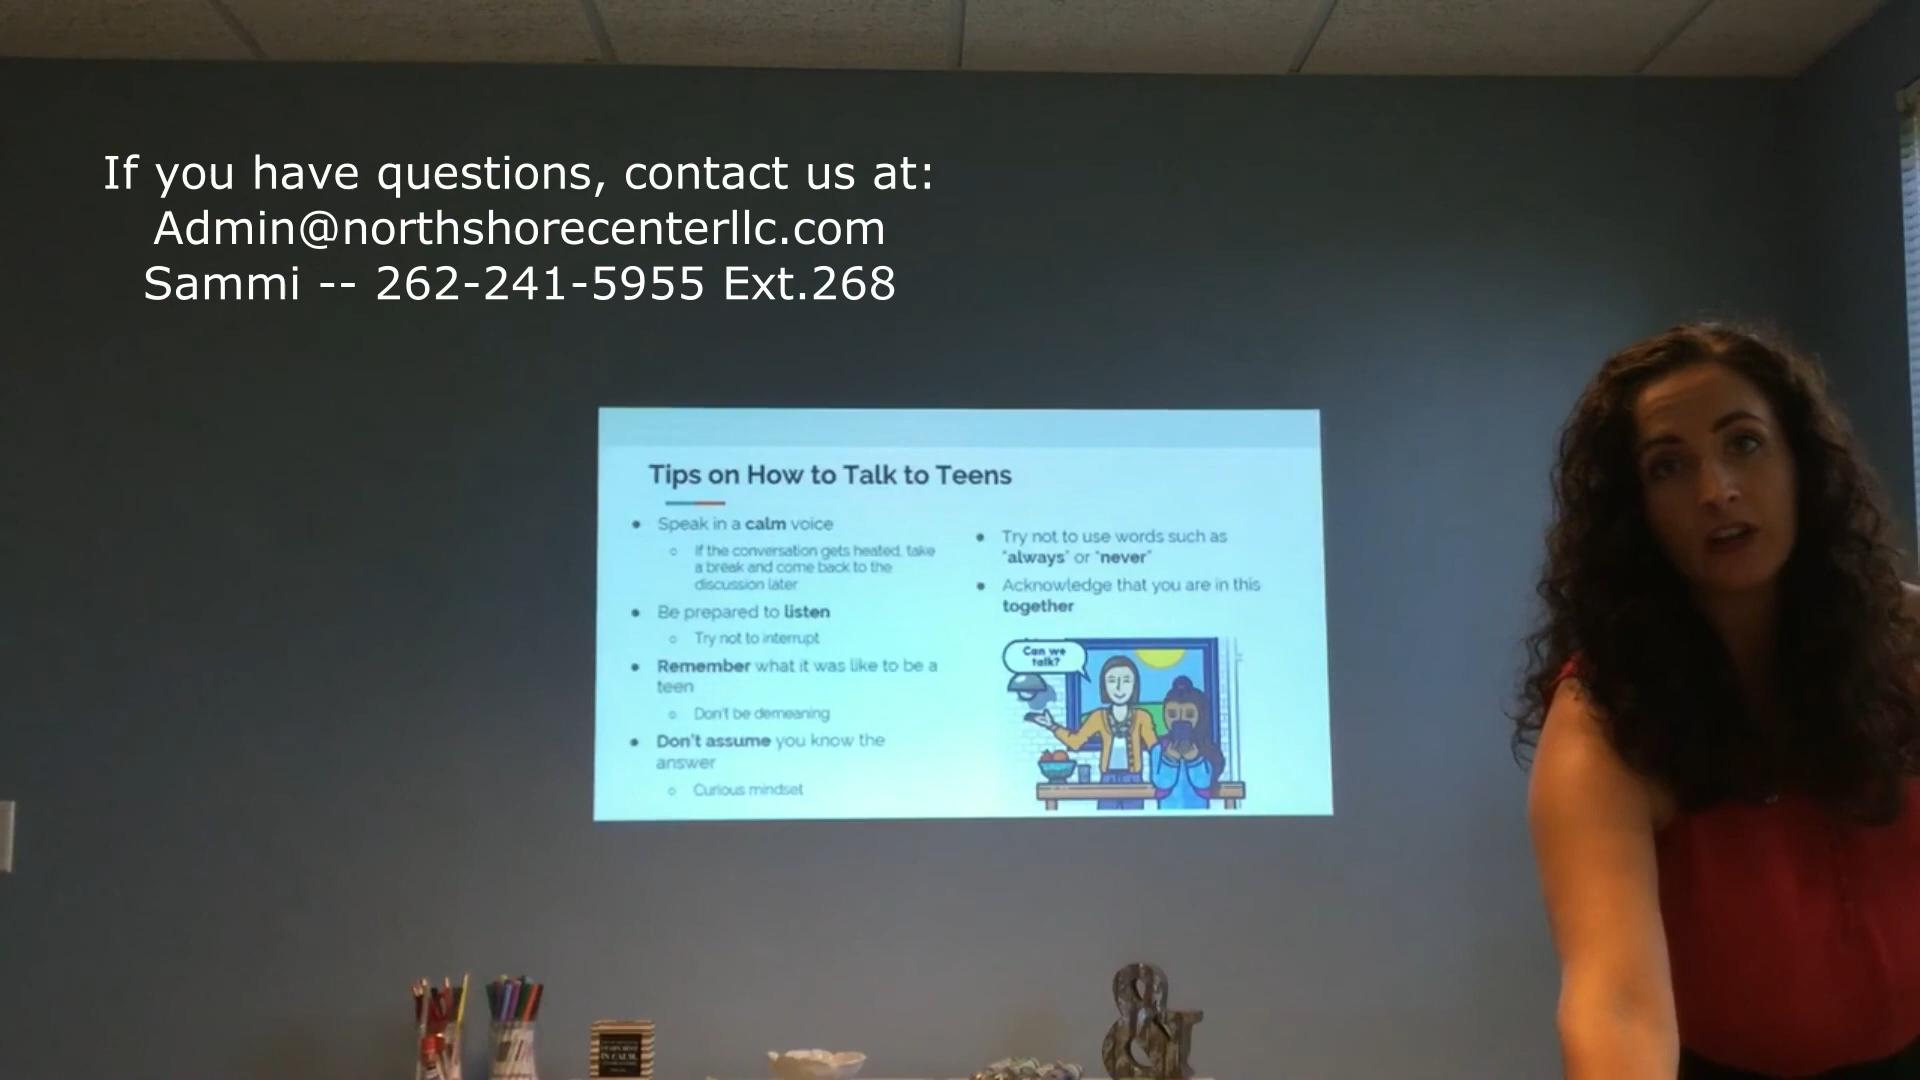 If you have questions, contact us at:
Admin@northshorecenterllc.com
Sammi -- 262-241-5955 Ext.268
Tips on How to Talk to Teens
● Speak in a calm voice
○ If the conversation gets heated, take
a break and come back to the
discussion later
● Be prepared to listen
○ Try not to interrupt
● Remember what it was like to be a
teen
○ Don't be demeaning
● Don't assume you know the
answer
○ Curious mindset
● Try not to use words such as
"always" or "never"
● Acknowledge that you are in this
together
Can we
talk?
&